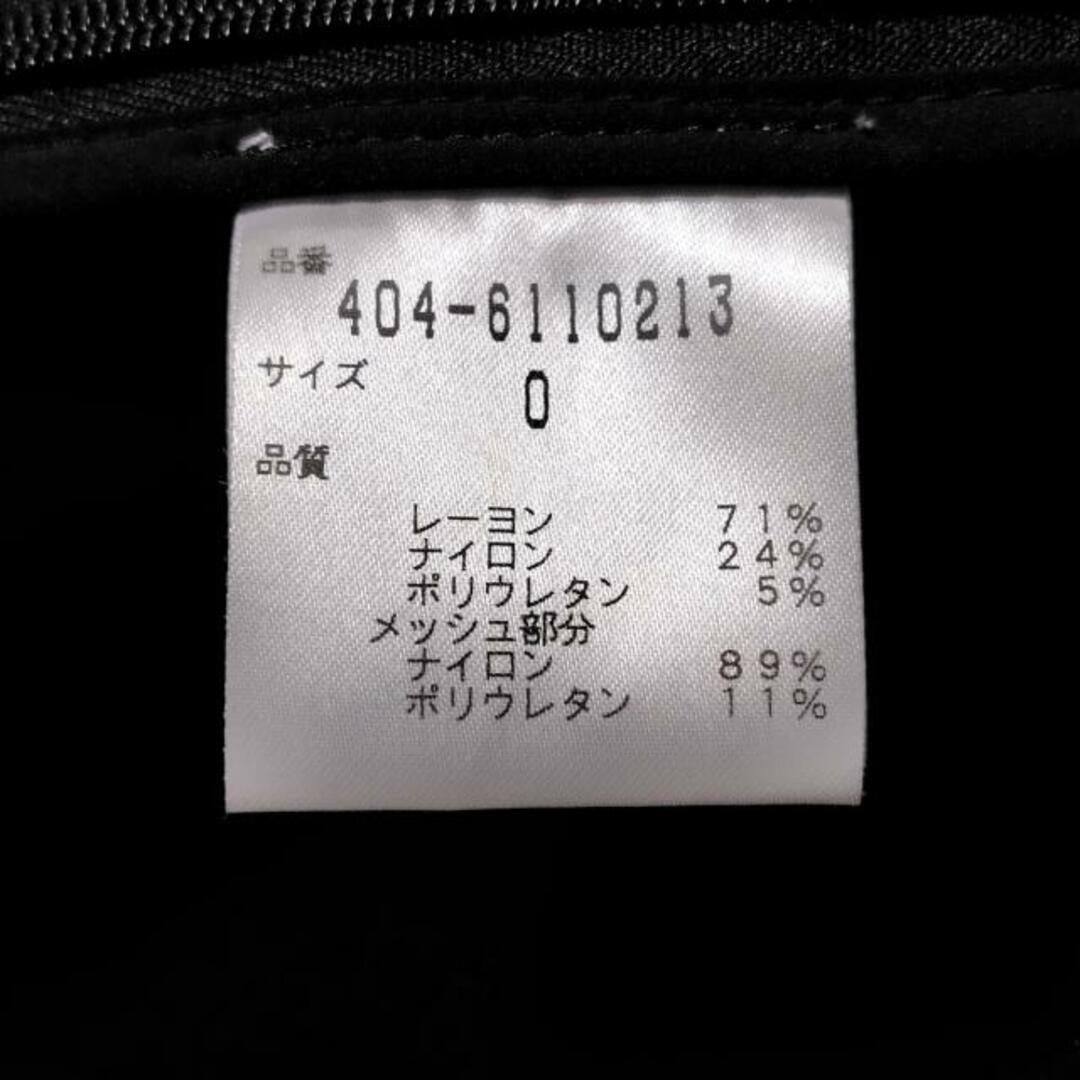 品番
404-6110213
サイズ 0
品質
レーヨン 71%
ナイロン 24%
ポリウレタン 5%
メッシュ部分
ナイロン 89%
ポリウレタン 11%